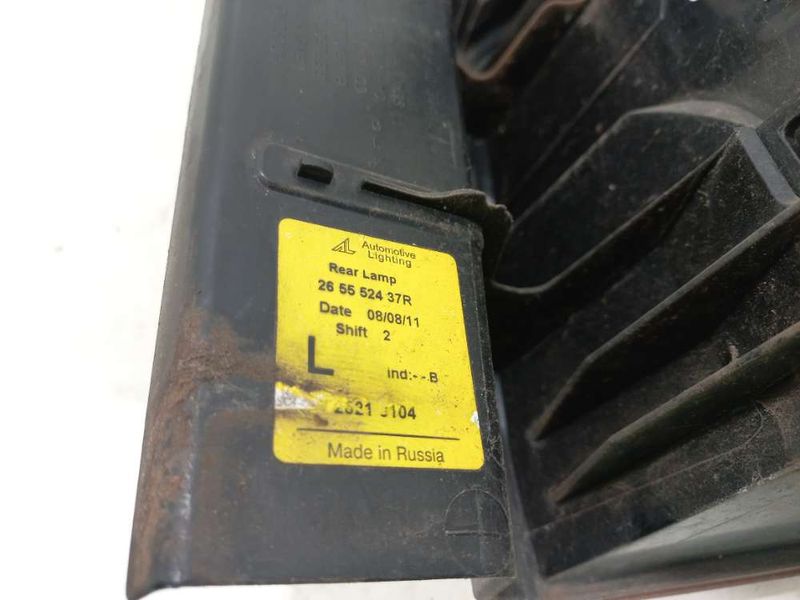 Automotive
Lighting
Rear Lamp
26 55 524 37R
Date 08/08/11
Shift 2
L
ind:- - B
Made in Russia